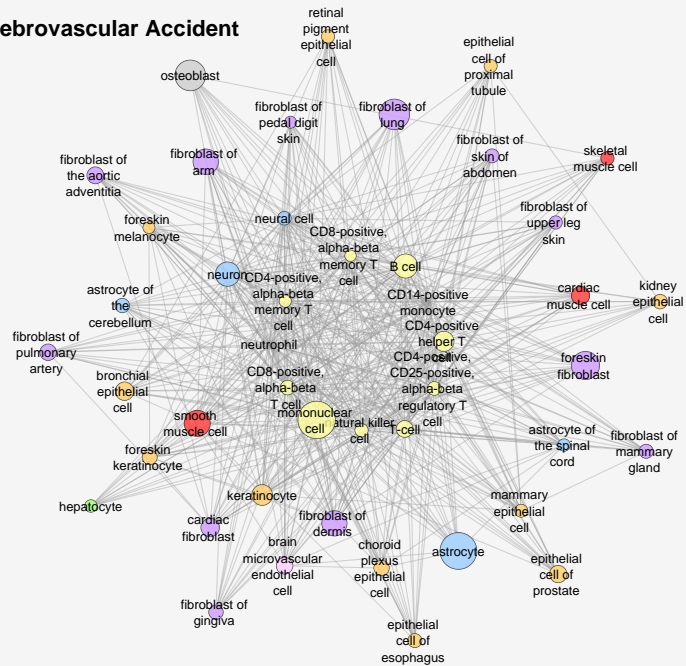 ebrovascular Accident
retinal
pigment
epithelial
cell
epithelial
cell of
proximal
tubule
osteoblast
fibroblast of
pedal digit
skin
fibroblast of
lung
fibroblast of
arm
fibroblast of
skin of
abdomen
skeletal
muscle cell
fibroblast of
the aortic
adventitia
foreskin
melanocyte
neural cell
fibroblast of
upper leg
skin
CD8-positive,
alpha-beta
memory T
cell
B cell
neuron
CD4-positive,
alpha-beta
memory T
cell
CD14-positive
monocyte
cardiac
muscle cell
kidney
epithelial
cell
astrocyte of
the
cerebellum
CD4-positive
helper T
cell
neutrophil
fibroblast of
pulmonary
artery
CD4-positive,
CD25-positive,
alpha-beta
regulatory T
cell
foreskin
fibroblast
bronchial
epithelial
cell
CD8-positive,
alpha-beta
T cell
mononuclear
cell
natural killer
cell
T-cell
smooth
muscle cell
astrocyte of
the spinal
cord
fibroblast of
mammary
gland
foreskin
keratinocyte
hepatocyte
keratinocyte
mammary
epithelial
cell
cardiac
fibroblast
fibroblast of
dermis
brain
microvascular
endothelial
cell
choroid
plexus
epithelial
cell
astrocyte
epithelial
cell of
prostate
fibroblast of
gingiva
epithelial
cell of
esophagus